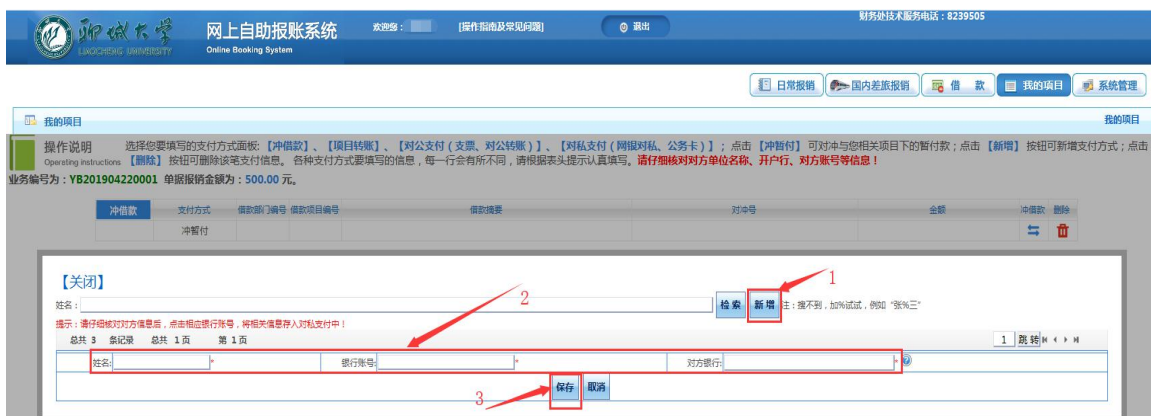 聊城大学
LIAOCHENG UNIVERSITY
网上自助报账系统
Online Booking System
欢迎您：
[操作指南及常见问题]
退出
财务处技术服务电话：8239505
日常报销
国内差旅报销
借 款
我的项目
系统管理
我的项目
我的项目
操作说明
Operating instructions
选择您要填写的支付方式面板:【冲借款】、【项目转账】、【对公支付（支票、对公转账）】、【对私支付（网银对私、公务卡）】；点击【冲暂付】可对冲与您相关项目下的暂付款；点击【新增】按钮可新增支付方式；点击
【删除】按钮可删除该笔支付信息。各种支付方式要填写的信息，每一行会有所不同，请根据表头提示认真填写。请仔细核对对方单位名称、开户行、对方账号等信息！
业务编号为：YB201904220001 单据报销金额为：500.00 元。
冲借款 支付方式 借款部门编号 借款项目编号 借款摘要 对冲号 金额 冲借款 删除
冲暂付
【关闭】
1
姓名：
检 索
新 增
注：搜不到，加%试试，例如 "张%三"
2
提示：请仔细核对对方信息后，点击相应银行账号，将相关信息存入对私支付中！
总共 3 条记录 总共 1 页 第 1 页
1 跳 转
姓名: * 银行账号: * 对方银行: *
保存 取消
3